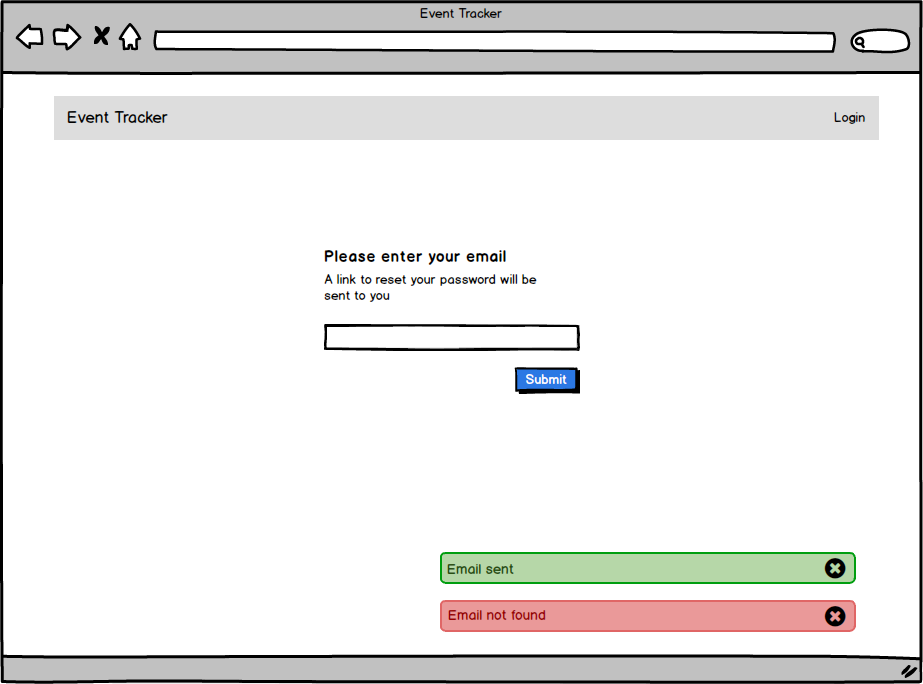 Event Tracker
Event Tracker
Login
Please enter your email
A link to reset your password will be
sent to you
Submit
Email sent
Email not found